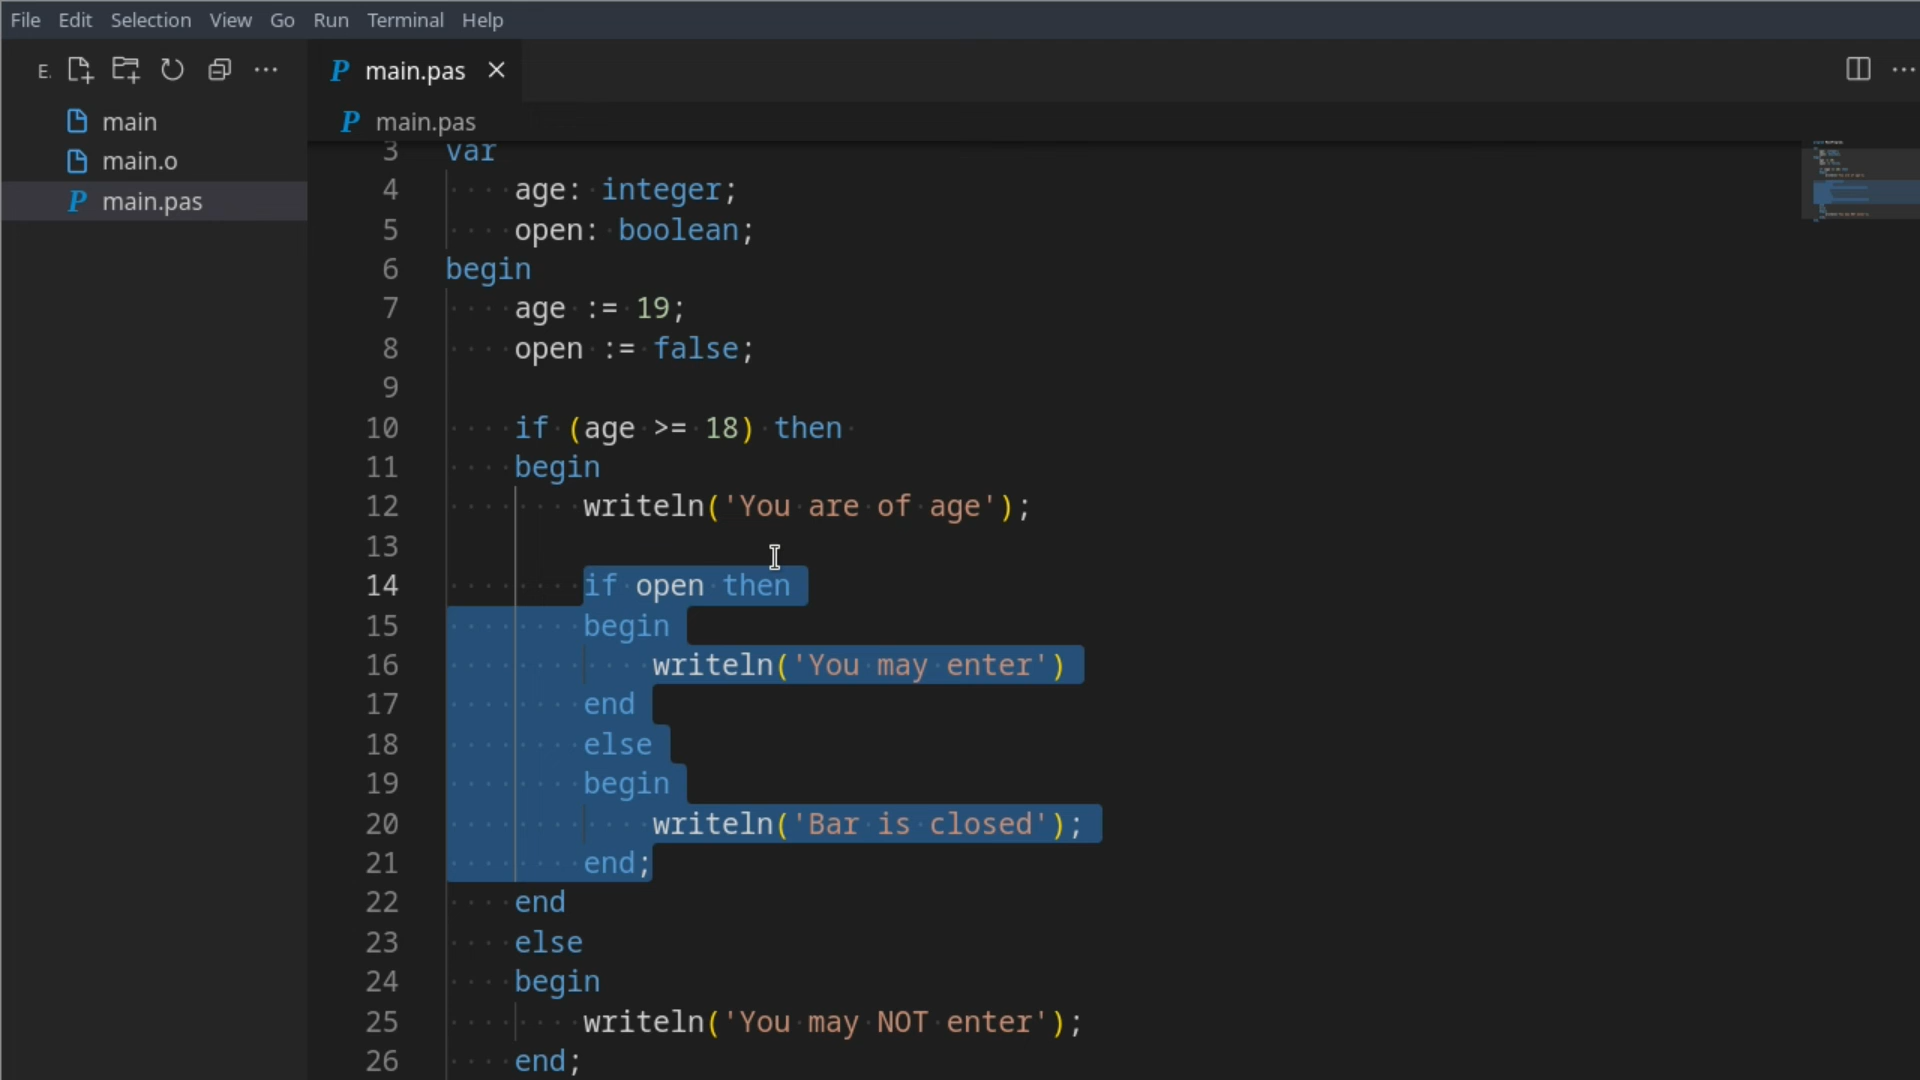 File Edit Selection View Go Run Terminal Help
E. main.pas
main
main.o
main.pas
main.pas
3 var
4 age: integer;
5 open: boolean;
6 begin
7 age := 19;
8 open := false;
9
10 if (age >= 18) then
11 begin
12 writeln('You are of age');
13
14 if open then
15 begin
16 writeln('You may enter')
17 end
18 else
19 begin
20 writeln('Bar is closed');
21 end;
22 end
23 else
24 begin
25 writeln('You may NOT enter');
26 end;